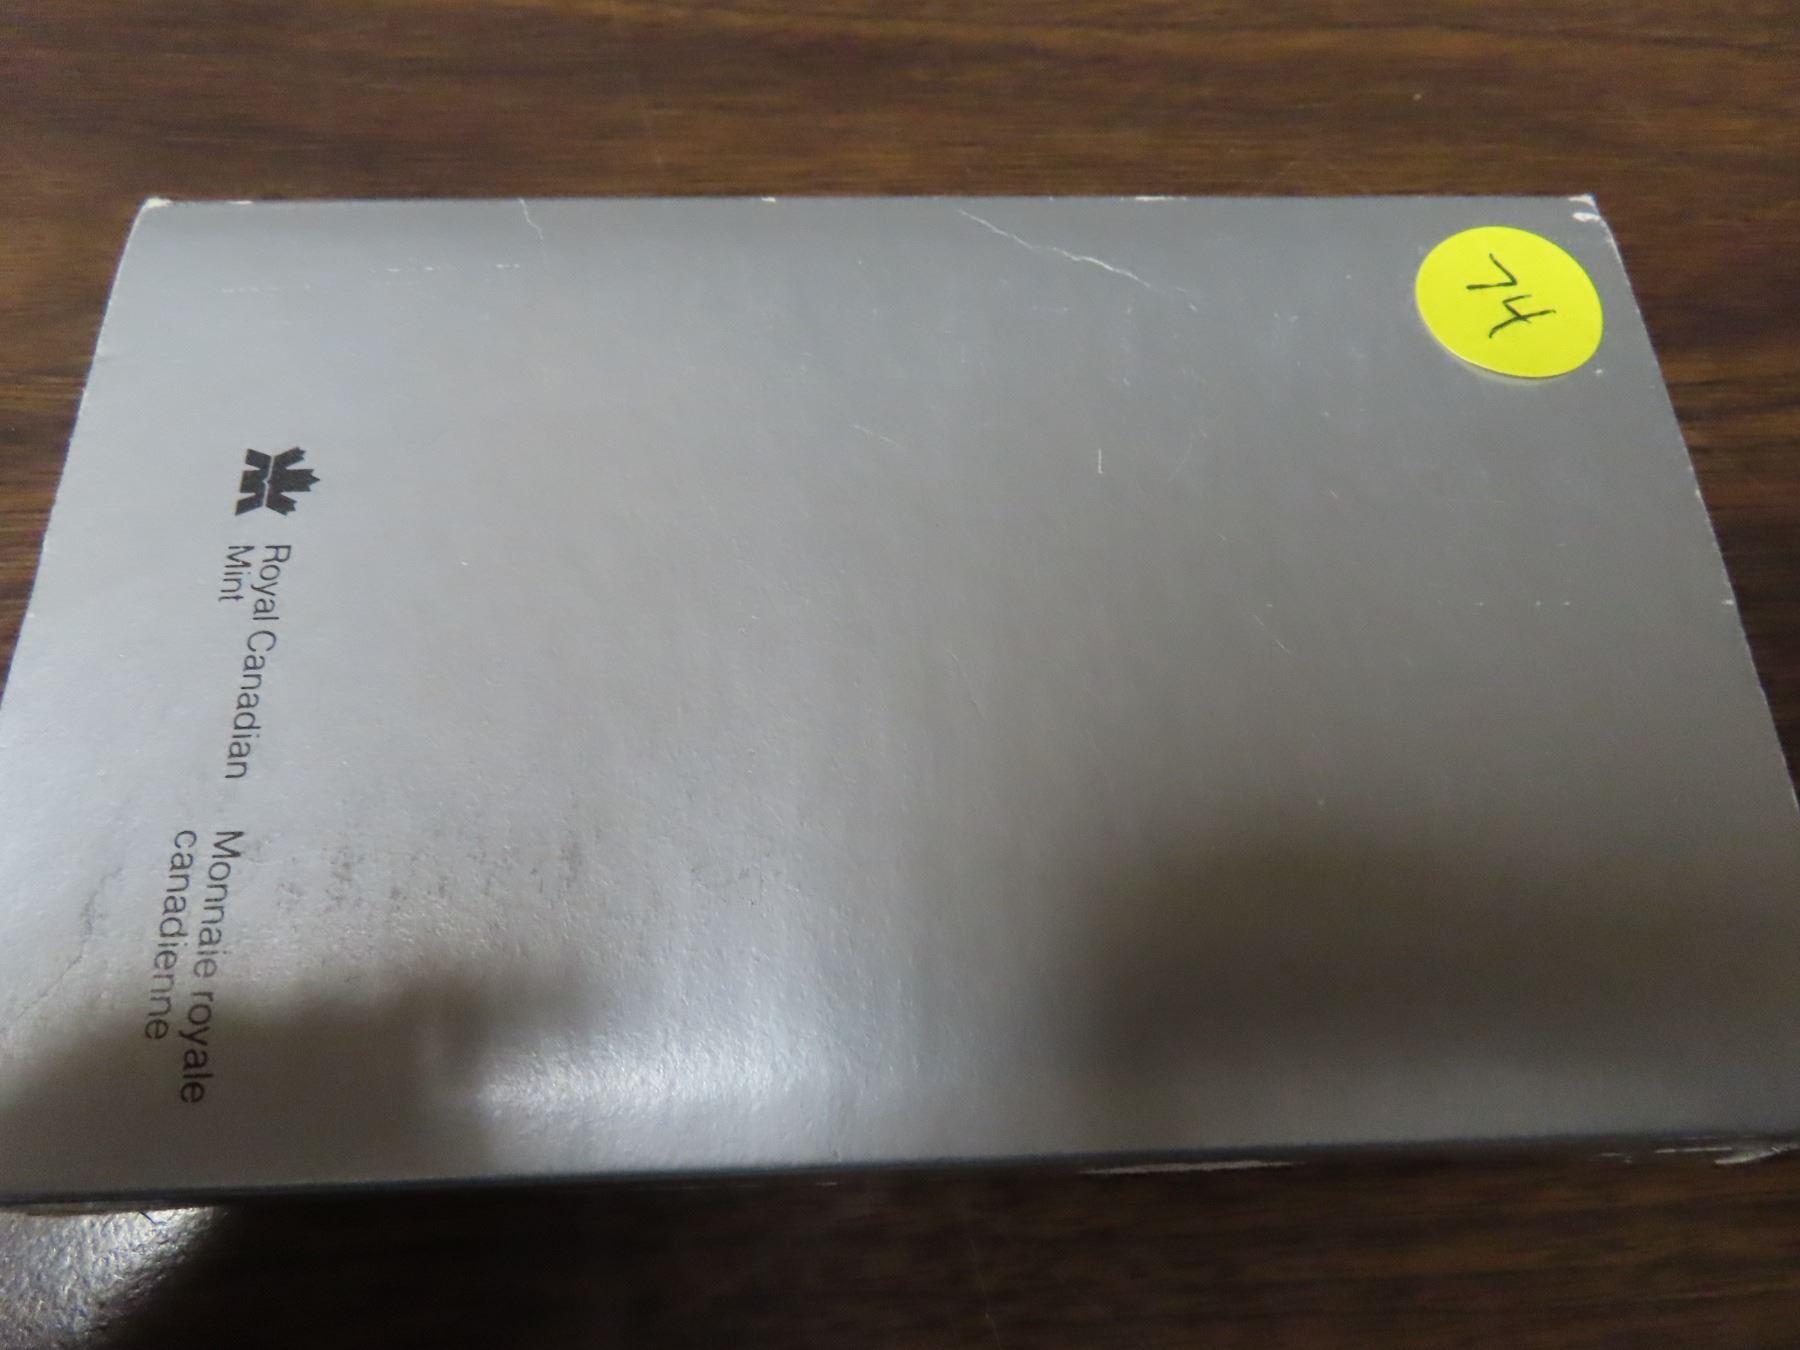 74
Royal Canadian
Mint
Monnaie royale
canadienne